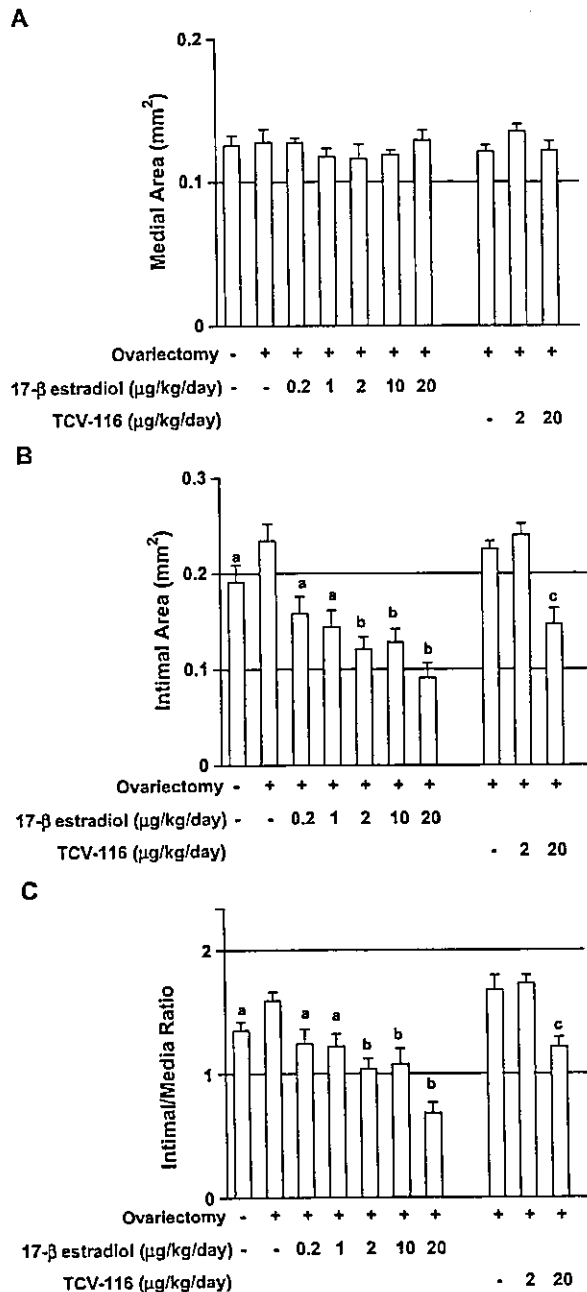 A
Medial Area (mm²)
0.2
0.1
0
Ovariectomy - + + + + + + + + +
17-β estradiol (μg/kg/day) - - 0.2 1 2 10 20
TCV-116 (μg/kg/day) - 2 20
B
Intimal Area (mm²)
0.3
0.2
0.1
0
a a a b b b c
Ovariectomy - + + + + + + + + +
17-β estradiol (μg/kg/day) - - 0.2 1 2 10 20
TCV-116 (μg/kg/day) - 2 20
C
Intimal/Media Ratio
2
1
0
a a a b b b c
Ovariectomy - + + + + + + + + +
17-β estradiol (μg/kg/day) - - 0.2 1 2 10 20
TCV-116 (μg/kg/day) - 2 20